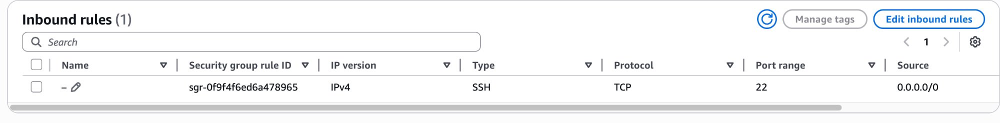 Inbound rules (1)
Manage tags
Edit inbound rules
Search
1
Name Security group rule ID IP version Type Protocol Port range Source
– sgr-0f9f4f6ed6a478965 IPv4 SSH TCP 22 0.0.0.0/0